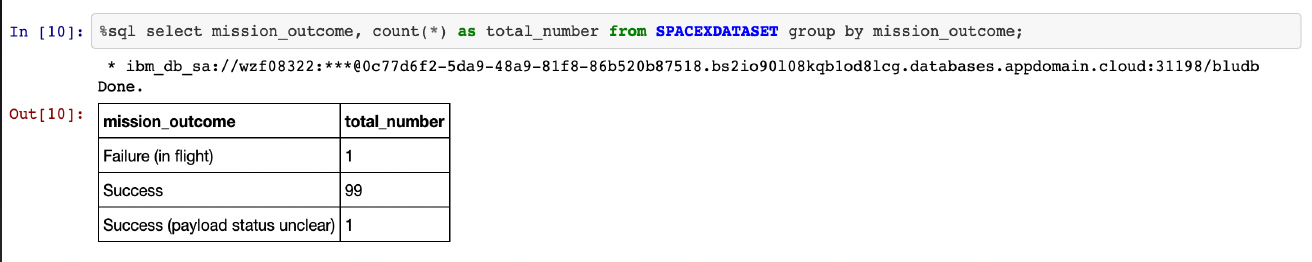 In [10]: %sql select mission_outcome, count(*) as total_number from SPACEXDATASET group by mission_outcome;
* ibm_db_sa://wzf08322:***@0c77d6f2-5da9-48a9-81f8-86b520b87518.bs2io90l08kqb1od8lcg.databases.appdomain.cloud:31198/bludb
Done.
Out[10]:
mission_outcome total_number
Failure (in flight) 1
Success 99
Success (payload status unclear) 1